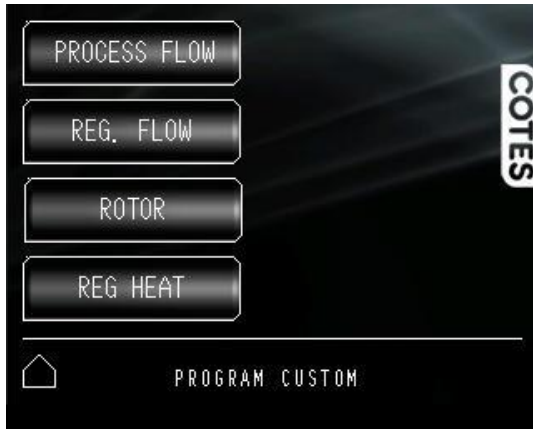 PROCESS FLOW
REG. FLOW
ROTOR
REG HEAT
COTES
PROGRAM CUSTOM